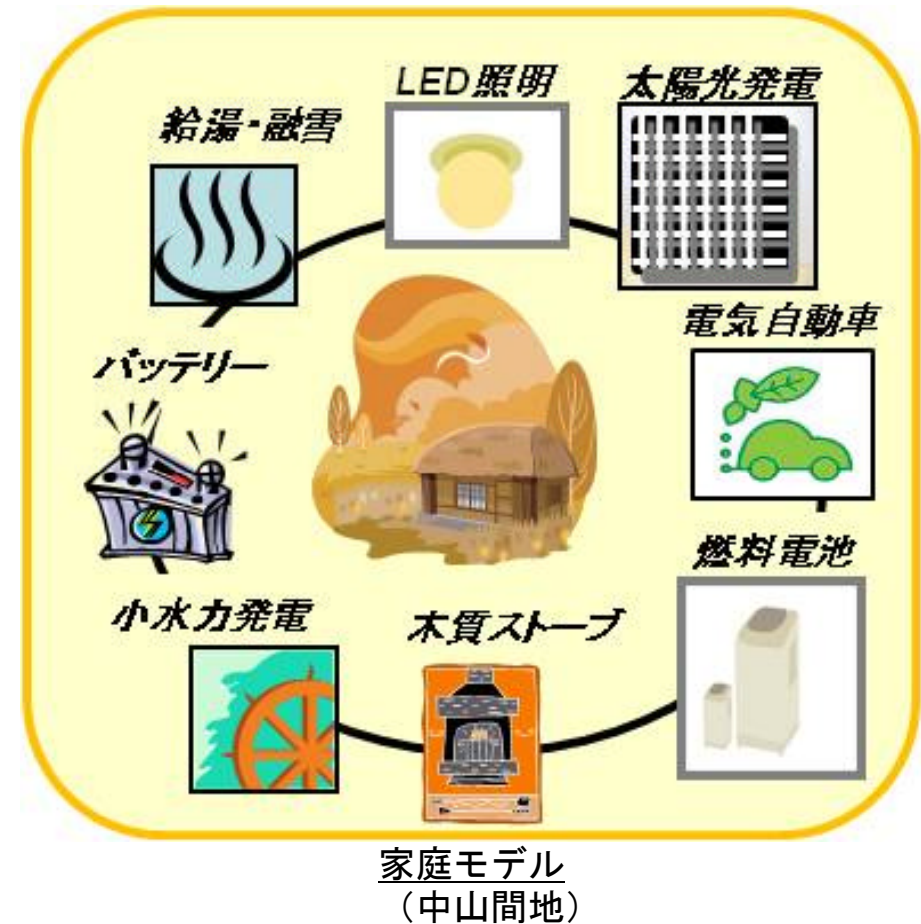 LED照明
太陽光発電
給湯・融雪
電気自動車
バッテリー
燃料電池
小水力発電
木質ストーブ
家庭モデル
（中山間地）